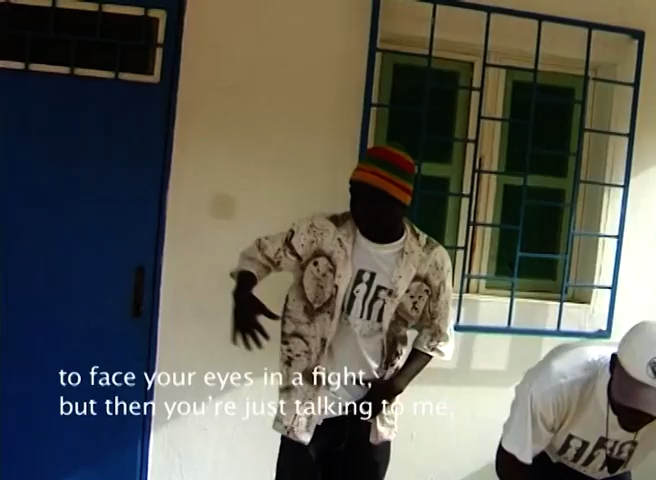 to face your eyes in a fight,
but then you're just talking to me,